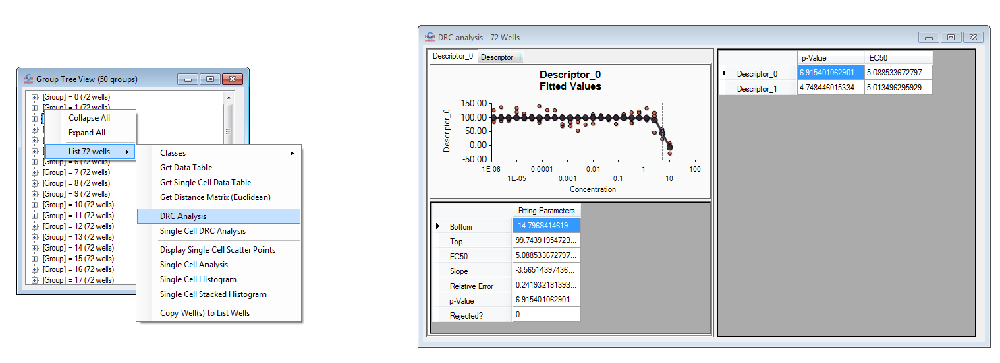 Group Tree View (50 groups)
[Group] = 0 (72 wells)
[Group] = 1 (72 wells)
Collapse All
Expand All
List 72 wells
[Group] = 6 (72 wells)
[Group] = 7 (72 wells)
[Group] = 8 (72 wells)
[Group] = 9 (72 wells)
[Group] = 10 (72 wells)
[Group] = 11 (72 wells)
[Group] = 12 (72 wells)
[Group] = 13 (72 wells)
[Group] = 14 (72 wells)
[Group] = 15 (72 wells)
[Group] = 16 (72 wells)
[Group] = 17 (72 wells)
Classes
Get Data Table
Get Single Cell Data Table
Get Distance Matrix (Euclidean)
DRC Analysis
Single Cell DRC Analysis
Display Single Cell Scatter Points
Single Cell Analysis
Single Cell Histogram
Single Cell Stacked Histogram
Copy Well(s) to List Wells
DRC analysis - 72 Wells
Descriptor_0 Descriptor_1
Descriptor_0
Fitted Values
Descriptor_0
150.00
100.00
50.00
0.00
-50.00
1E-06 0.0001 0.01 1 100
1E-05 0.001 0.1 10
Concentration
Fitting Parameters
Bottom -14.7968414619...
Top 99.74391954723...
EC50 5.088533672797...
Slope -3.56514397436...
Relative Error 0.241932181393...
p-Value 6.915401062901...
Rejected? 0
p-Value EC50
Descriptor_0 6.915401062901... 5.088533672797...
Descriptor_1 4.748446015334... 5.013496295929...